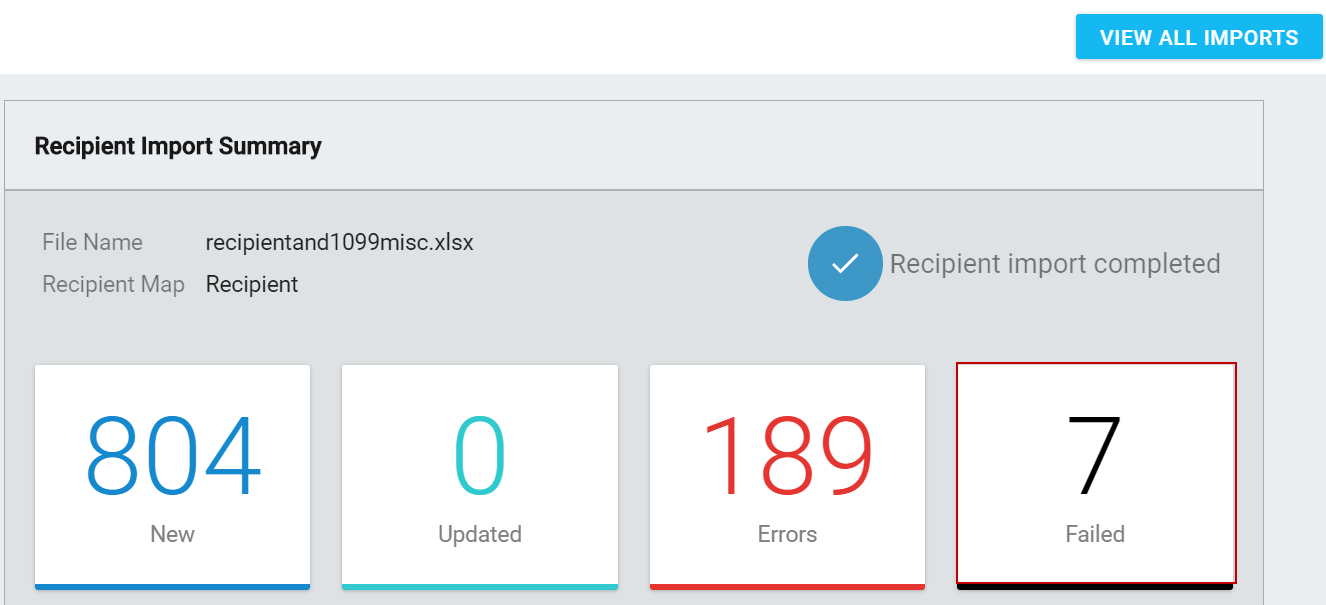 VIEW ALL IMPORTS
Recipient Import Summary
File Name recipientand1099misc.xlsx
Recipient Map Recipient
Recipient import completed
804 0 189 7
New Updated Errors Failed